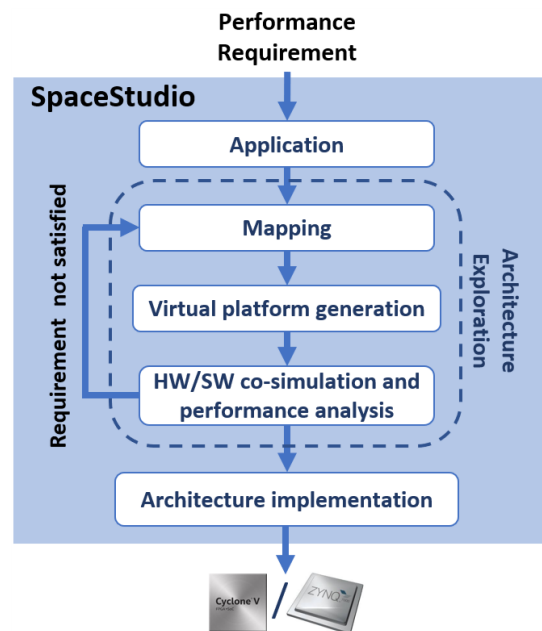 Performance
Requirement
SpaceStudio
Application
Mapping
Virtual platform generation
HW/SW co-simulation and
performance analysis
Requirement not satisfied
Architecture
Exploration
Architecture implementation
Cyclone V
/
ZYNQ